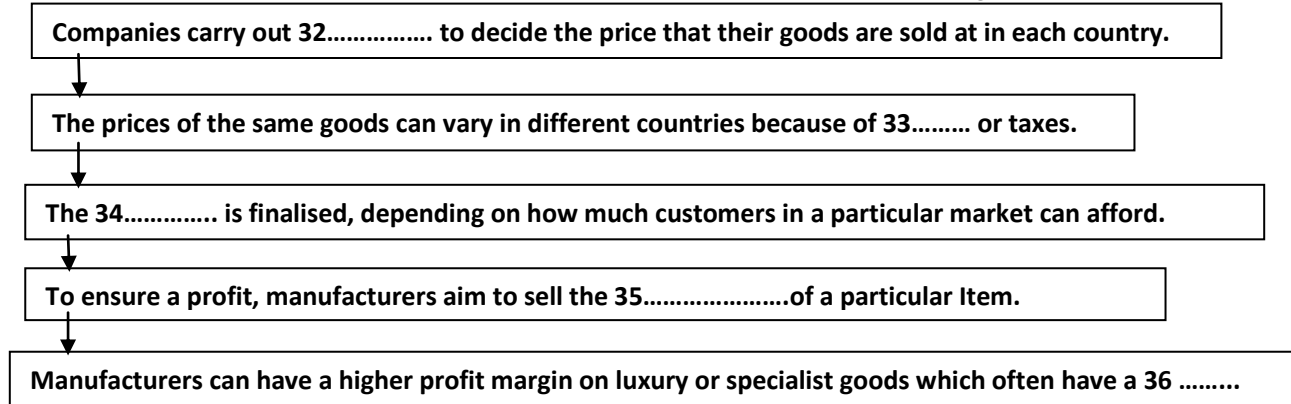 Companies carry out 32……………. to decide the price that their goods are sold at in each country.
The prices of the same goods can vary in different countries because of 33……… or taxes.
The 34………….. is finalised, depending on how much customers in a particular market can afford.
To ensure a profit, manufacturers aim to sell the 35………………….of a particular Item.
Manufacturers can have a higher profit margin on luxury or specialist goods which often have a 36 ……...